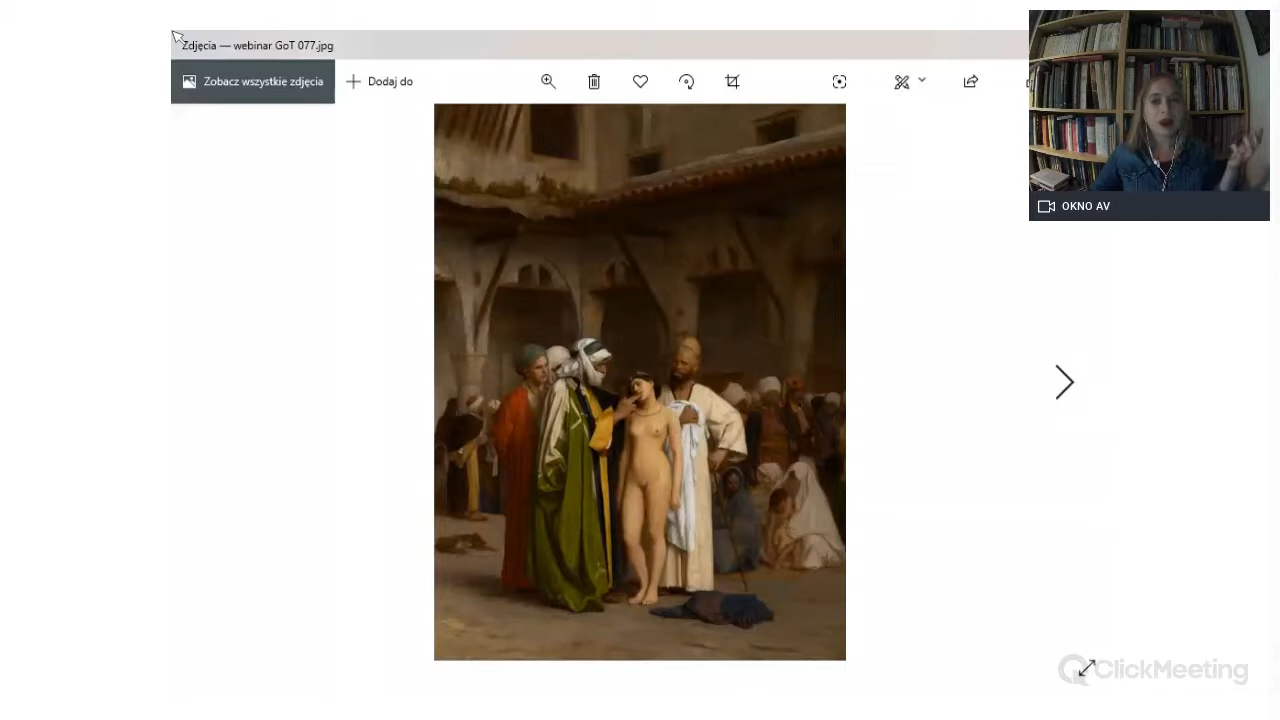 Zdjęcia — webinar GoT 077.jpg
Zobacz wszystkie zdjęcia
Dodaj do
OKNO AV
ClickMeeting